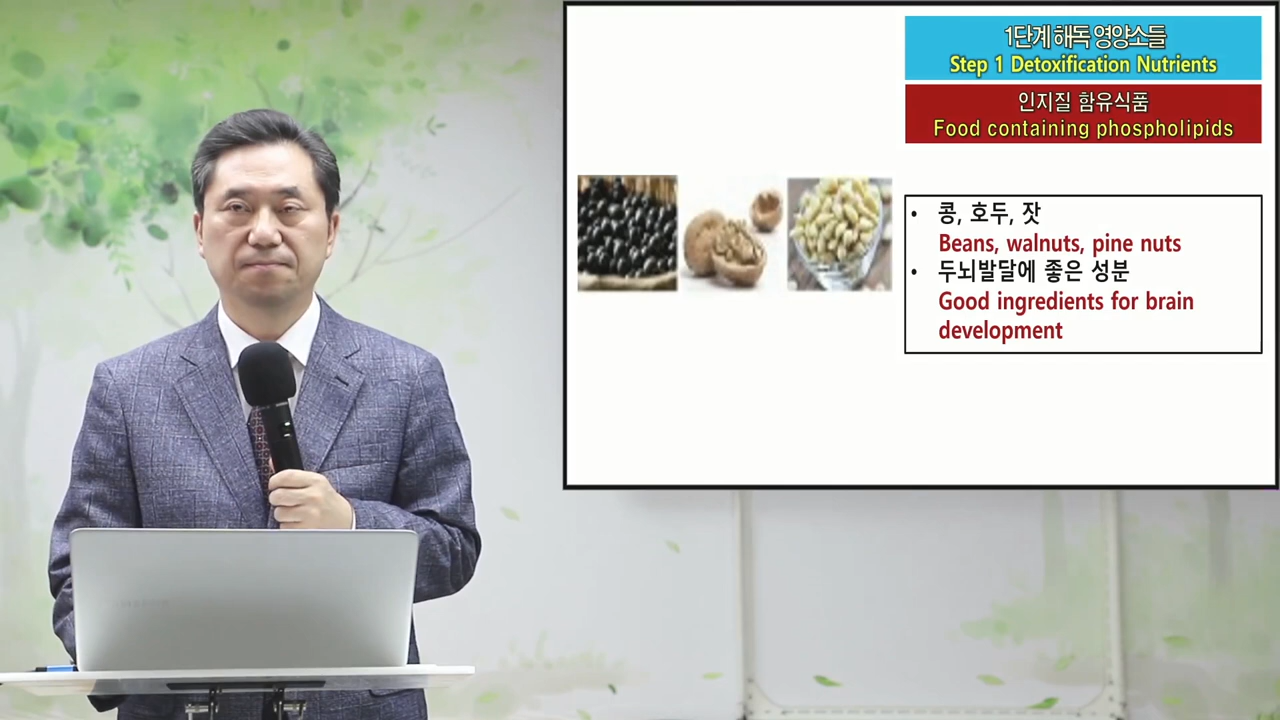 1단계 해독 영양소들
Step 1 Detoxification Nutrients
인지질 함유식품
Food containing phospholipids
• 콩, 호두, 잣
Beans, walnuts, pine nuts
• 두뇌발달에 좋은 성분
Good ingredients for brain
development